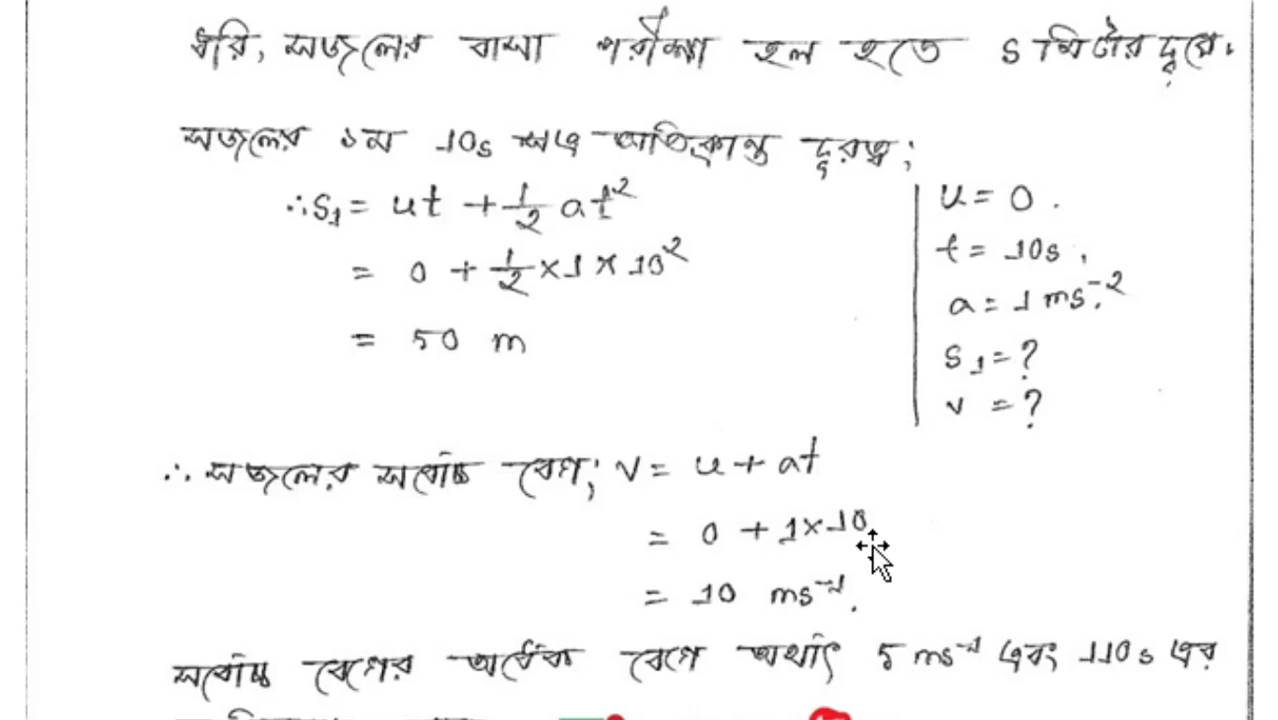 ধরি, সজলের বাসা পরীক্ষা হল হতে S মিটার দূরে।
সজলের ১ম 10s এ অতিক্রান্ত দূরত্ব;
∴ S₁ = ut + 1/2 at²
= 0 + 1/2 × 1 × 10²
= 50 m
u = 0.
t = 10s,
a = 1 ms⁻².
S₁ = ?
v = ?
∴ সজলের সর্বোচ্চ বেগ; v = u + at
= 0 + 1 × 10
= 10 ms⁻¹.
সর্বোচ্চ বেগের অর্ধেক বেগে অর্থাৎ 5 ms⁻¹ এবং 110s এর